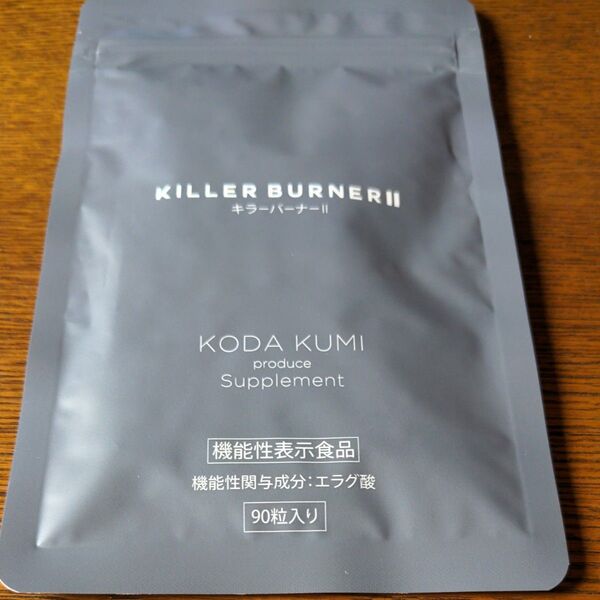 KILLER BURNER II
キラーバーナーII
KODA KUMI
produce
Supplement
機能性表示食品
機能性関与成分:エラグ酸
90粒入り